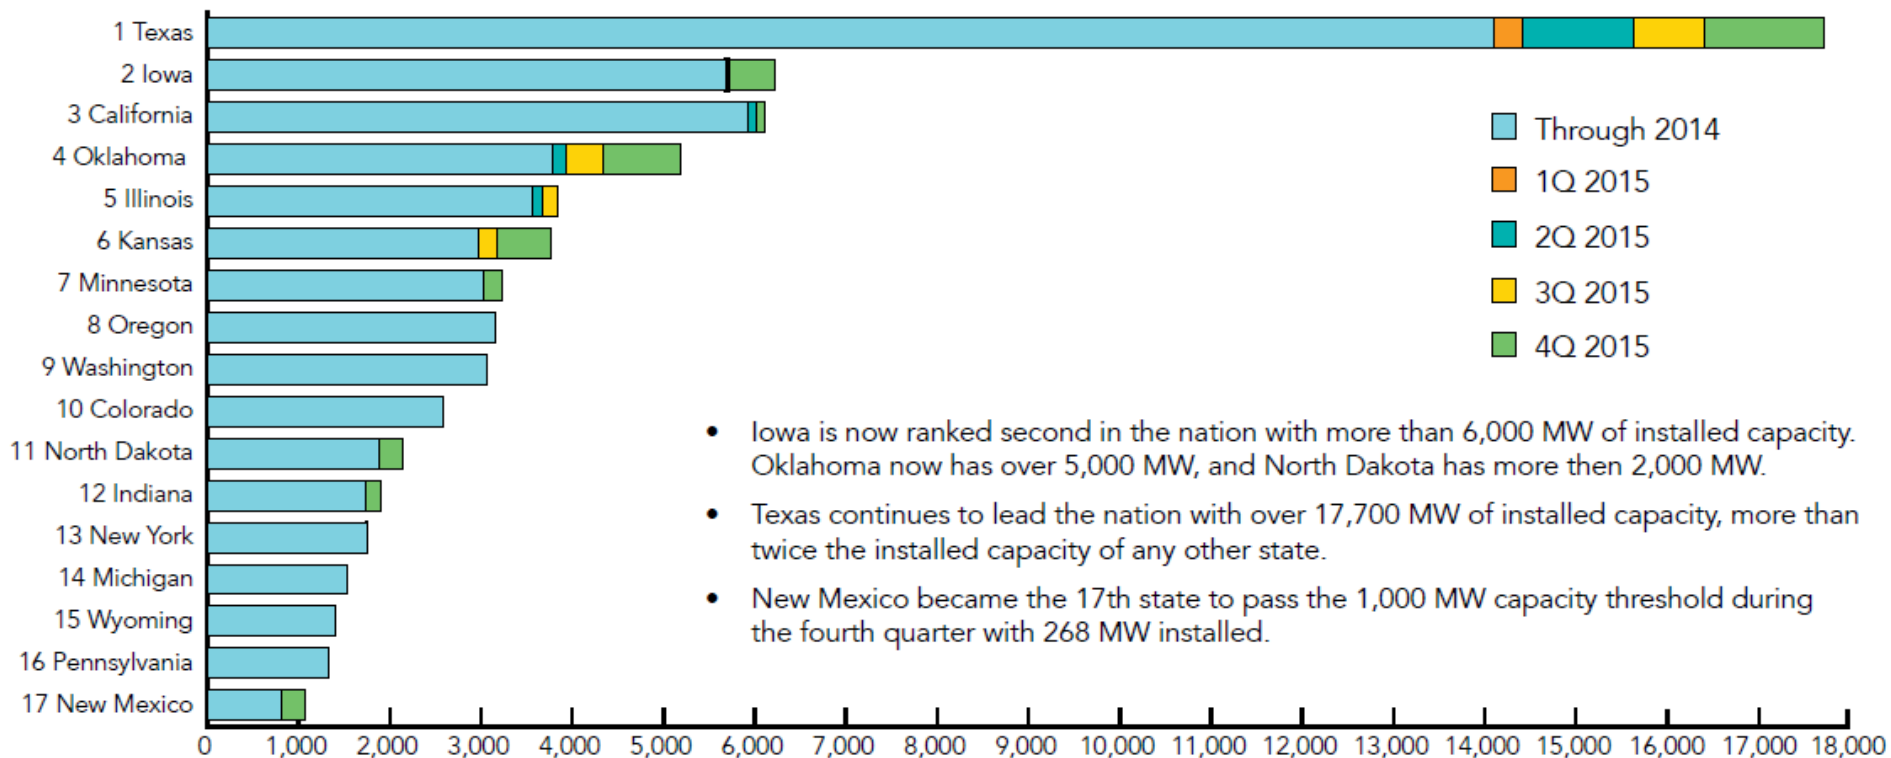 1 Texas
2 Iowa
3 California
4 Oklahoma
5 Illinois
6 Kansas
7 Minnesota
8 Oregon
9 Washington
10 Colorado
11 North Dakota
12 Indiana
13 New York
14 Michigan
15 Wyoming
16 Pennsylvania
17 New Mexico
Through 2014
1Q 2015
2Q 2015
3Q 2015
4Q 2015
• Iowa is now ranked second in the nation with more than 6,000 MW of installed capacity.
Oklahoma now has over 5,000 MW, and North Dakota has more then 2,000 MW.
• Texas continues to lead the nation with over 17,700 MW of installed capacity, more than
twice the installed capacity of any other state.
• New Mexico became the 17th state to pass the 1,000 MW capacity threshold during
the fourth quarter with 268 MW installed.
0 1,000 2,000 3,000 4,000 5,000 6,000 7,000 8,000 9,000 10,000 11,000 12,000 13,000 14,000 15,000 16,000 17,000 18,000